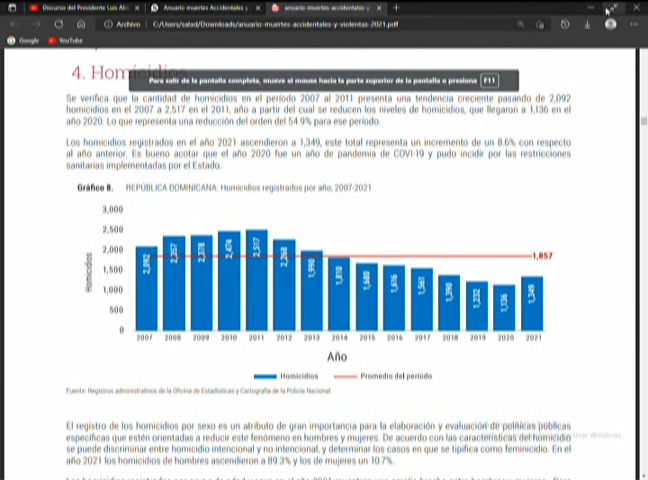 Discurso del Presidente Luis Abi
Anuario muertes Accidentales y
anuario-muertes-accidentales-y
Archivo C:/Users/salad/Downloads/anuario-muertes-accidentales-y-violentas-2021.pdf
Google YouTube
4. Homicidios
Para salir de la pantalla completa, mueve el mouse hacia la parte superior de la pantalla o presiona F11
Se verifica que la cantidad de homicidios en el período 2007 al 2011 presenta una tendencia creciente pasando de 2,092
homicidios en el 2007 a 2,517 en el 2011, año a partir del cual se reducen los niveles de homicidios, que llegaron a 1,136 en el
año 2020. Lo que representa una reducción del orden del 54.9% para ese período.
Los homicidios registrados en el año 2021 ascendieron a 1,349, este total representa un incremento de un 8.6% con respecto
al año anterior. Es bueno acotar que el año 2020 fue un año de pandemia de COVI-19 y pudo incidir por las restricciones
sanitarias implementadas por el Estado.
Gráfico 8. REPÚBLICA DOMINICANA: Homicidios registrados por año, 2007-2021
3,000
2,500
2,000
1,500
1,000
500
0
Homicidios
2,092 2,357 2,378 2,474 2,517 2,268 1,990 1,810 1,680 1,616 1,561 1,390 1,232 1,136 1,349
1,857
2007 2008 2009 2010 2011 2012 2013 2014 2015 2016 2017 2018 2019 2020 2021
Año
Homicidios Promedio del período
Fuente: Registros administrativos de la Oficina de Estadísticas y Cartografía de la Policía Nacional
El registro de los homicidios por sexo es un atributo de gran importancia para la elaboración y evaluación de políticas públicas
específicas que estén orientadas a reducir este fenómeno en hombres y mujeres. De acuerdo con las características del homicidio
se puede discriminar entre homicidio intencional y no intencional, y determinar los casos en que se tipifica como feminicidio. En el
año 2021 los homicidios de hombres ascendieron a 89.3% y los de mujeres un 10.7%.